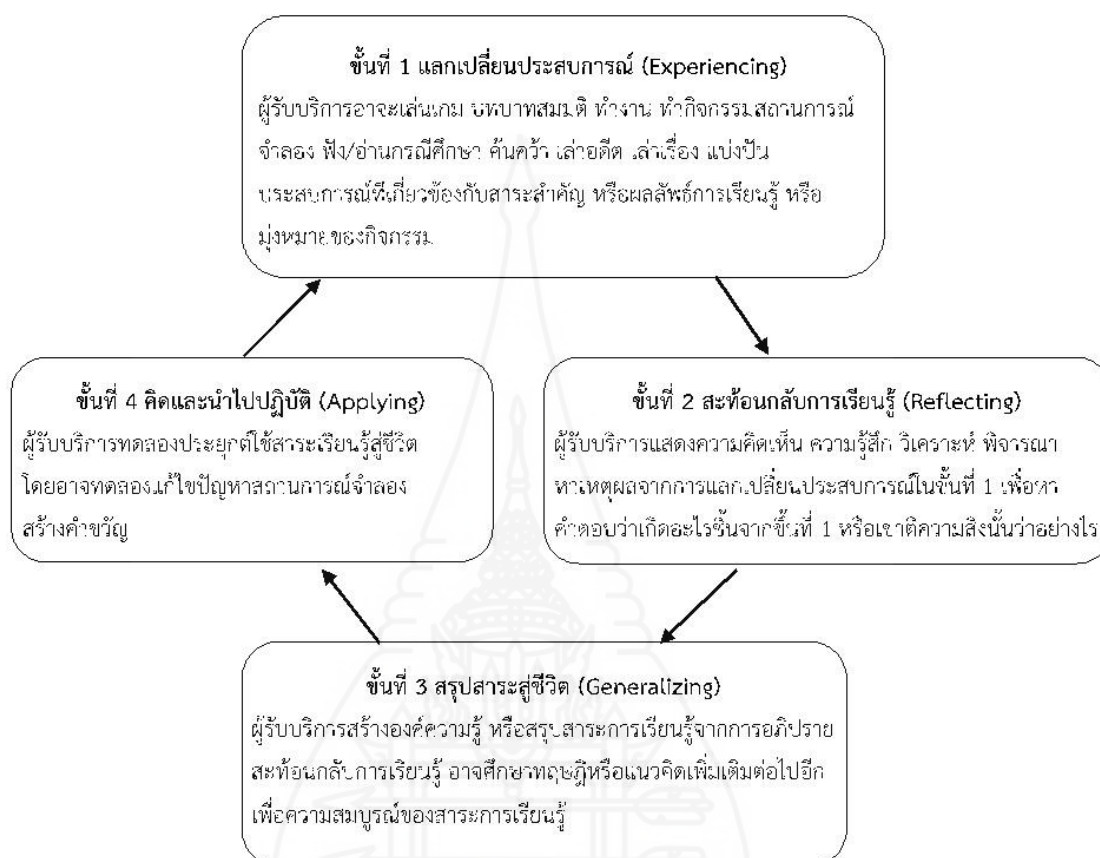 ขั้นที่ 1 แลกเปลี่ยนประสบการณ์ (Experiencing)
ผู้รับบริการอาจะเล่นเกม บทบาทสมมติ ทำงาน ทำกิจกรรมสถานการณ์
จำลอง ฟัง/อ่านกรณีศึกษา ค้นคว้า เล่าอดีต เล่าเรื่อง แบ่งปัน
ประสบการณ์ที่เกี่ยวข้องกับสาระสำคัญ หรือผลลัพธ์การเรียนรู้ หรือ
มุ่งหมายของกิจกรรม
ขั้นที่ 2 สะท้อนกลับการเรียนรู้ (Reflecting)
ผู้รับบริการแสดงความคิดเห็น ความรู้สึก วิเคราะห์ พิจารณา
หาเหตุผลจากการแลกเปลี่ยนประสบการณ์ในขั้นที่ 1 เพื่อหา
คำตอบว่าเกิดอะไรขึ้นจากขั้นที่ 1 หรือเขาตีความสิ่งนั้นว่าอย่างไร
ขั้นที่ 3 สรุปสาระสู่ชีวิต (Generalizing)
ผู้รับบริการสร้างองค์ความรู้ หรือสรุปสาระการเรียนรู้จากการอภิปราย
สะท้อนกลับการเรียนรู้ อาจศึกษาทฤษฎีหรือแนวคิดเพิ่มเติมต่อไปอีก
เพื่อความสมบูรณ์ของสาระการเรียนรู้
ขั้นที่ 4 คิดและนำไปปฏิบัติ (Applying)
ผู้รับบริการทดลองประยุกต์ใช้สาระเรียนรู้สู่ชีวิต
โดยอาจทดลองแก้ไขปัญหาสถานการณ์จำลอง
สร้างคำขวัญ